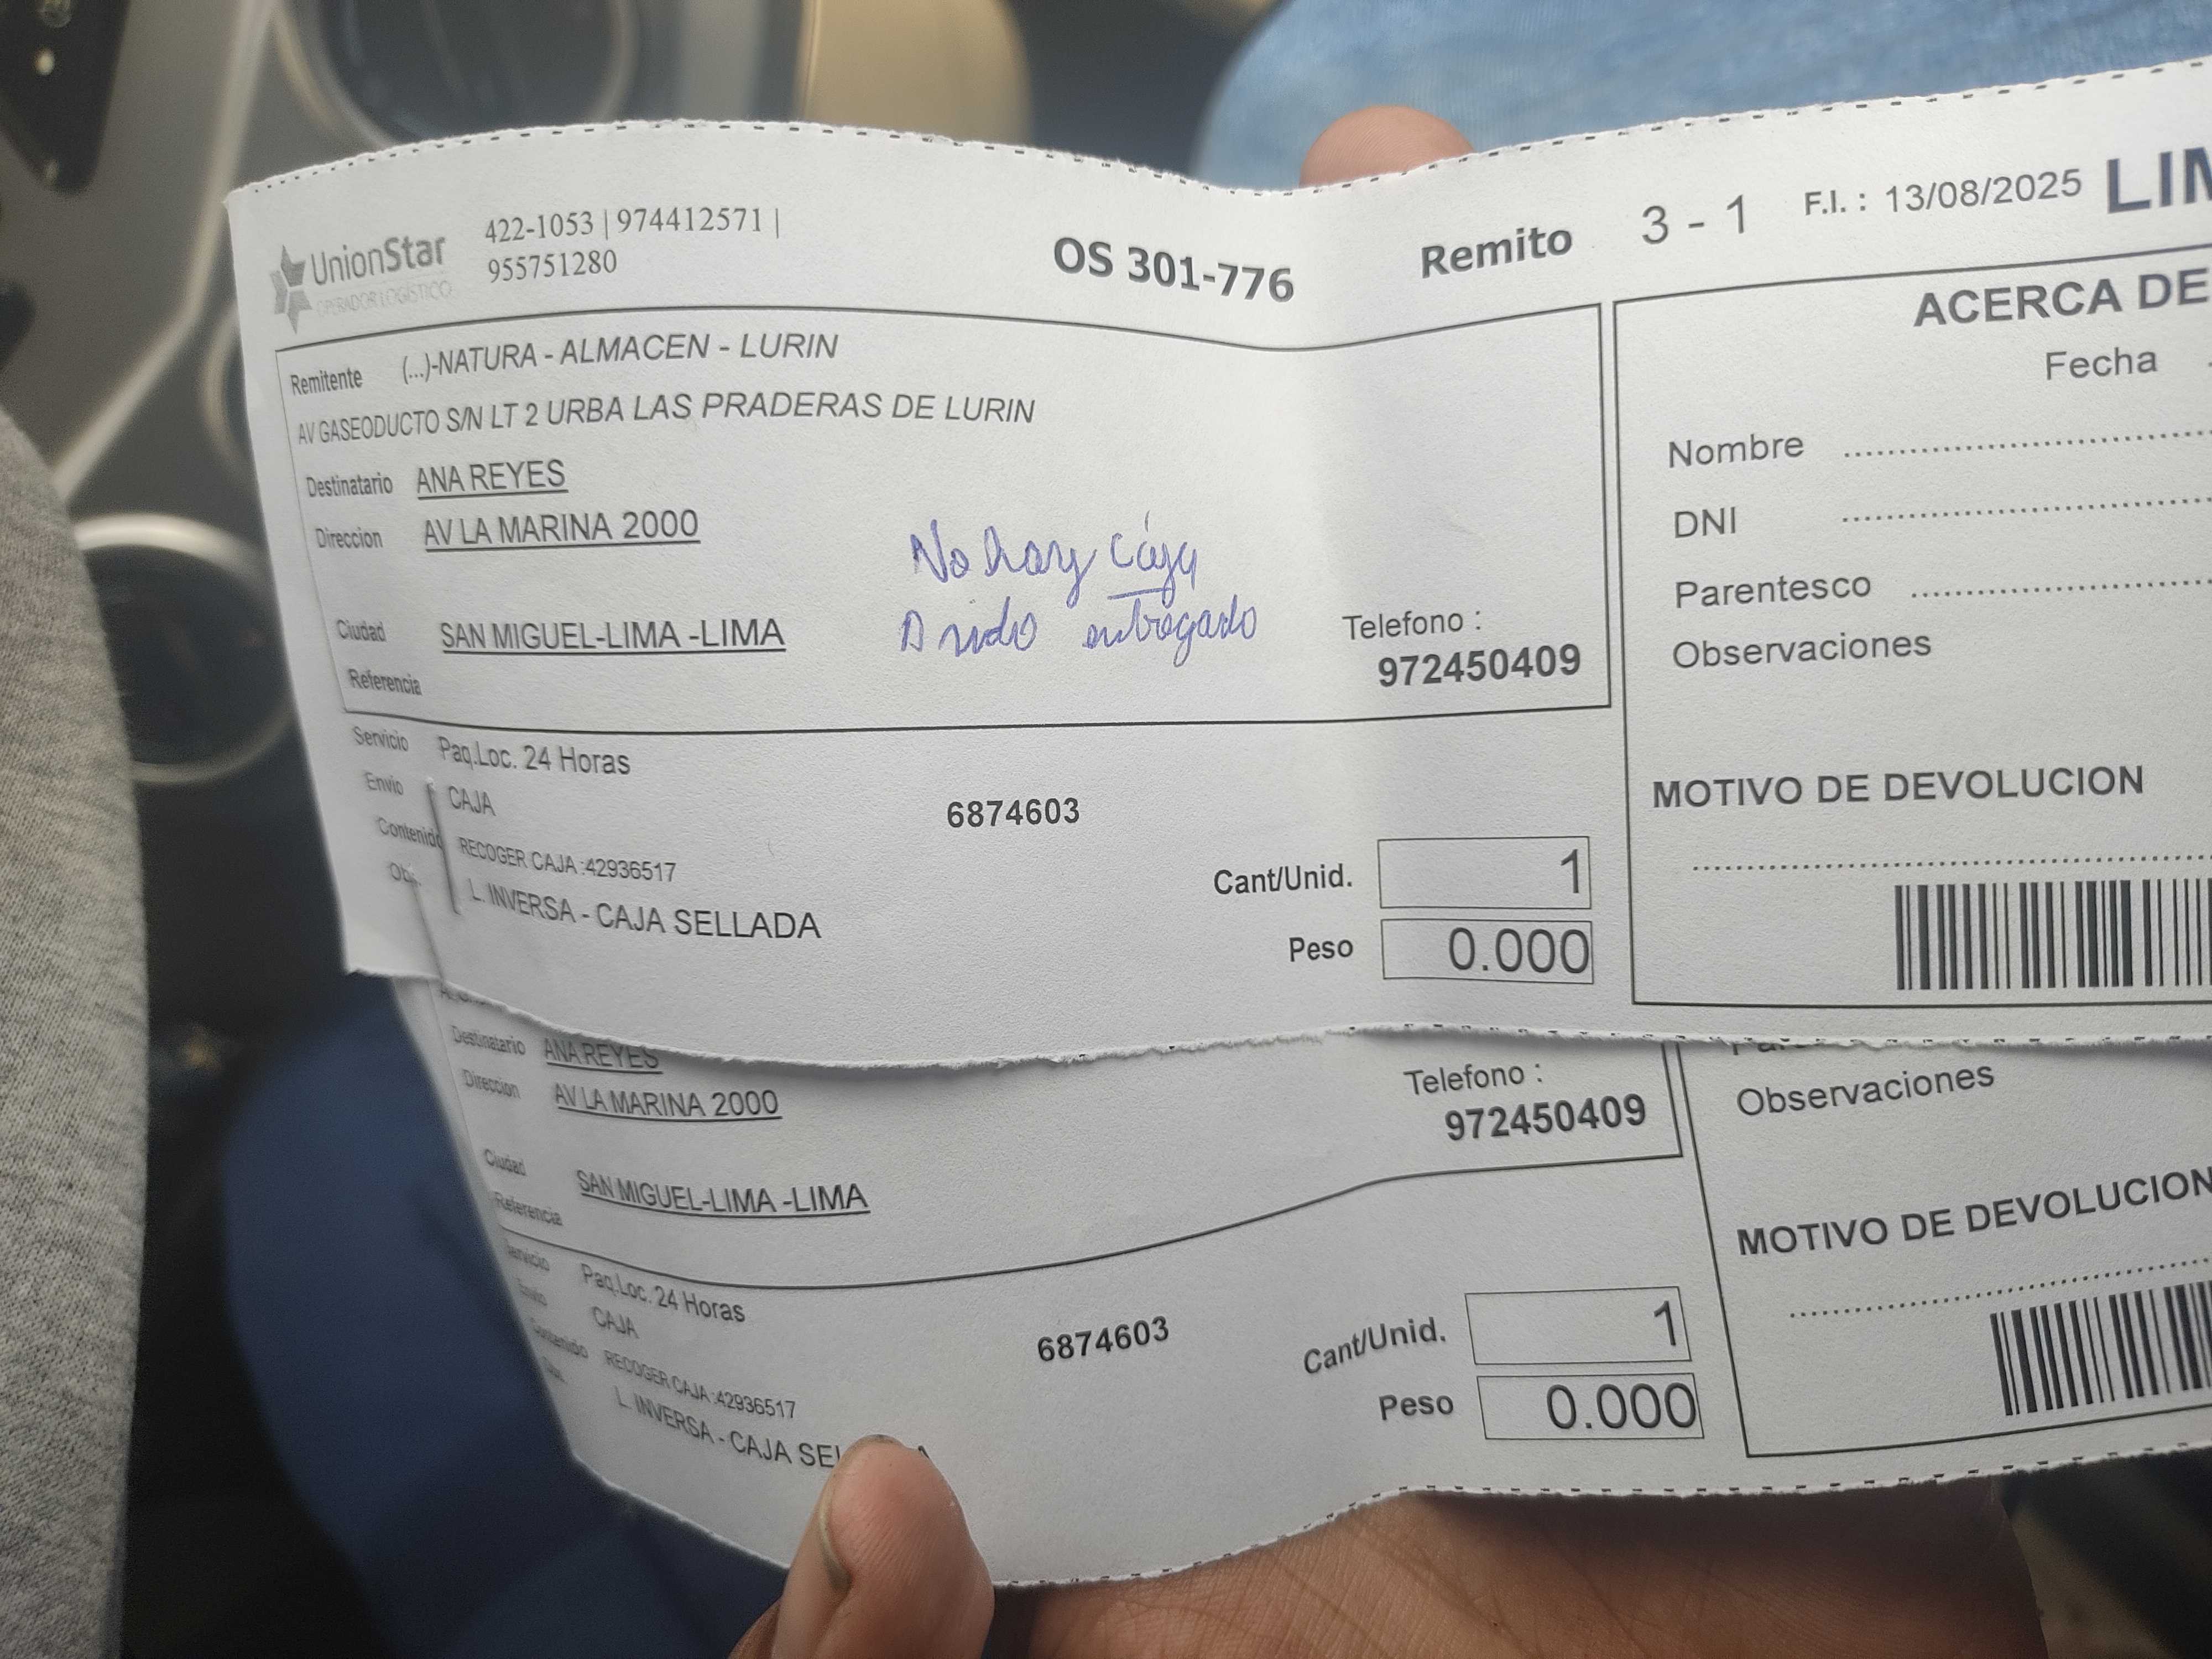 UnionStar
OPERADOR LOGÍSTICO
422-1053 | 974412571 |
955751280
OS 301-776
Remito 3 - 1 F.I. : 13/08/2025
Remitente (...)-NATURA - ALMACEN - LURIN
AV GASEODUCTO S/N LT 2 URBA LAS PRADERAS DE LURIN
Destinatario ANA REYES
Direccion AV LA MARINA 2000
No hay caja
entregado
Ciudad SAN MIGUEL-LIMA -LIMA
Telefono :
972450409
Referencia
Servicio Paq.Loc. 24 Horas
Envio CAJA
6874603
Contenido RECOGER CAJA :42936517
L. INVERSA - CAJA SELLADA
Cant/Unid. 1
Peso 0.000
ACERCA DE
Fecha
Nombre
DNI
Parentesco
Observaciones
MOTIVO DE DEVOLUCION
Destinatario ANA REYES
Direccion AV LA MARINA 2000
Telefono :
972450409
Ciudad SAN MIGUEL-LIMA -LIMA
Referencia
Servicio Paq.Loc. 24 Horas
Envio CAJA
6874603
Contenido RECOGER CAJA :42936517
L. INVERSA - CAJA
Cant/Unid. 1
Peso 0.000
Observaciones
MOTIVO DE DEVOLUCION